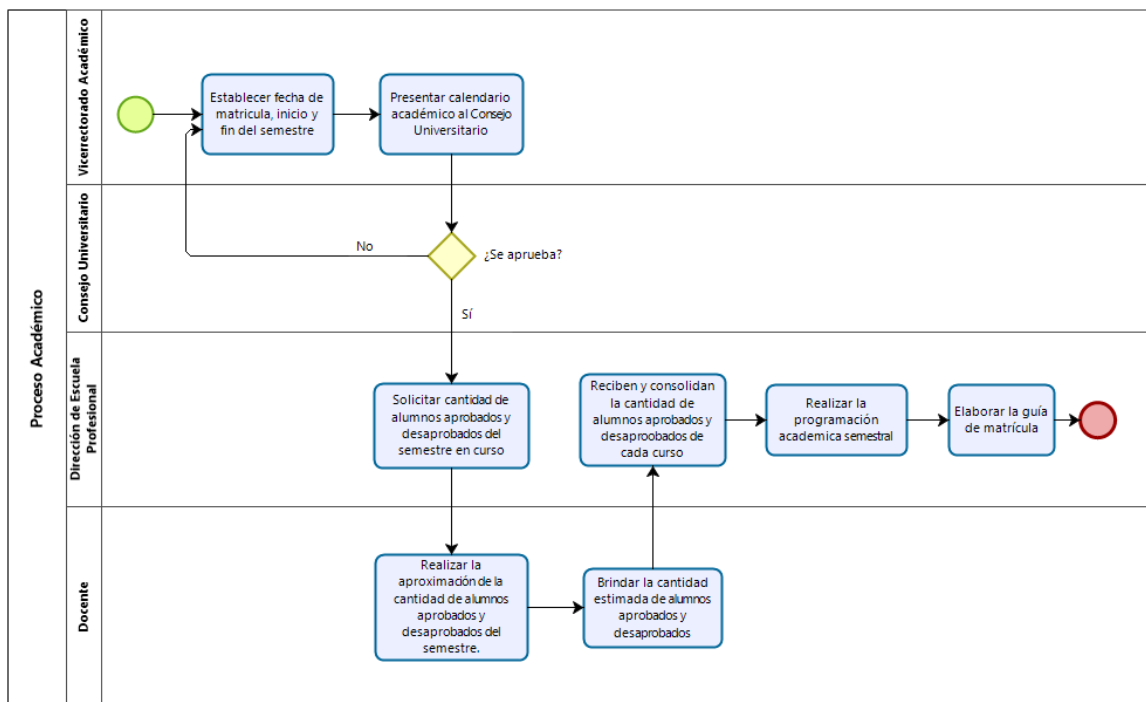 Proceso Académico
Vicerrectorado Académico
Establecer fecha de
matricula, inicio y
fin del semestre
Presentar calendario
académico al Consejo
Universitario
Consejo Universitario
No
¿Se aprueba?
Sí
Dirección de Escuela
Profesional
Solicitar cantidad de
alumnos aprobados y
desaprobados del
semestre en curso
Reciben y consolidan
la cantidad de
alumnos aprobados y
desaproobados de
cada curso
Realizar la
programación
academica semestral
Elaborar la guía
de matrícula
Docente
Realizar la
aproximación de la
cantidad de alumnos
aprobados y
desaprobados del
semestre.
Brindar la cantidad
estimada de alumnos
aprobados y
desaprobados